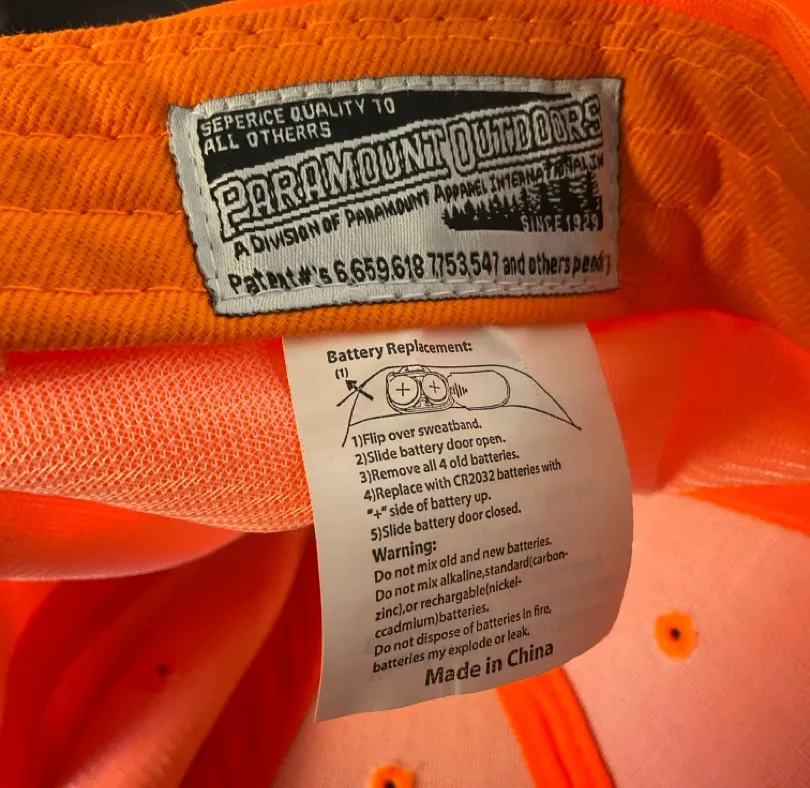 SEPERICE QUALITY TO
ALL OTHERRS
PARAMOUNT OUTDOORS
A DIVISION OF PARAMOUNT APPAREL INTERNATIONAL, IN
SINCE 1929
Patent#'s 6,659,618 7,753,547 and others pend
Battery Replacement:
(1)
1)Flip over sweatband.
2)Slide battery door open.
3)Remove all 4 old batteries.
4)Replace with CR2032 batteries with
"+" side of battery up.
5)Slide battery door closed.
Warning:
Do not mix old and new batteries.
Do not mix alkaline,standard(carbon-
zinc),or rechargable(nickel-
ccadmium)batteries.
Do not dispose of batteries in fire,
batteries my explode or leak.
Made in China